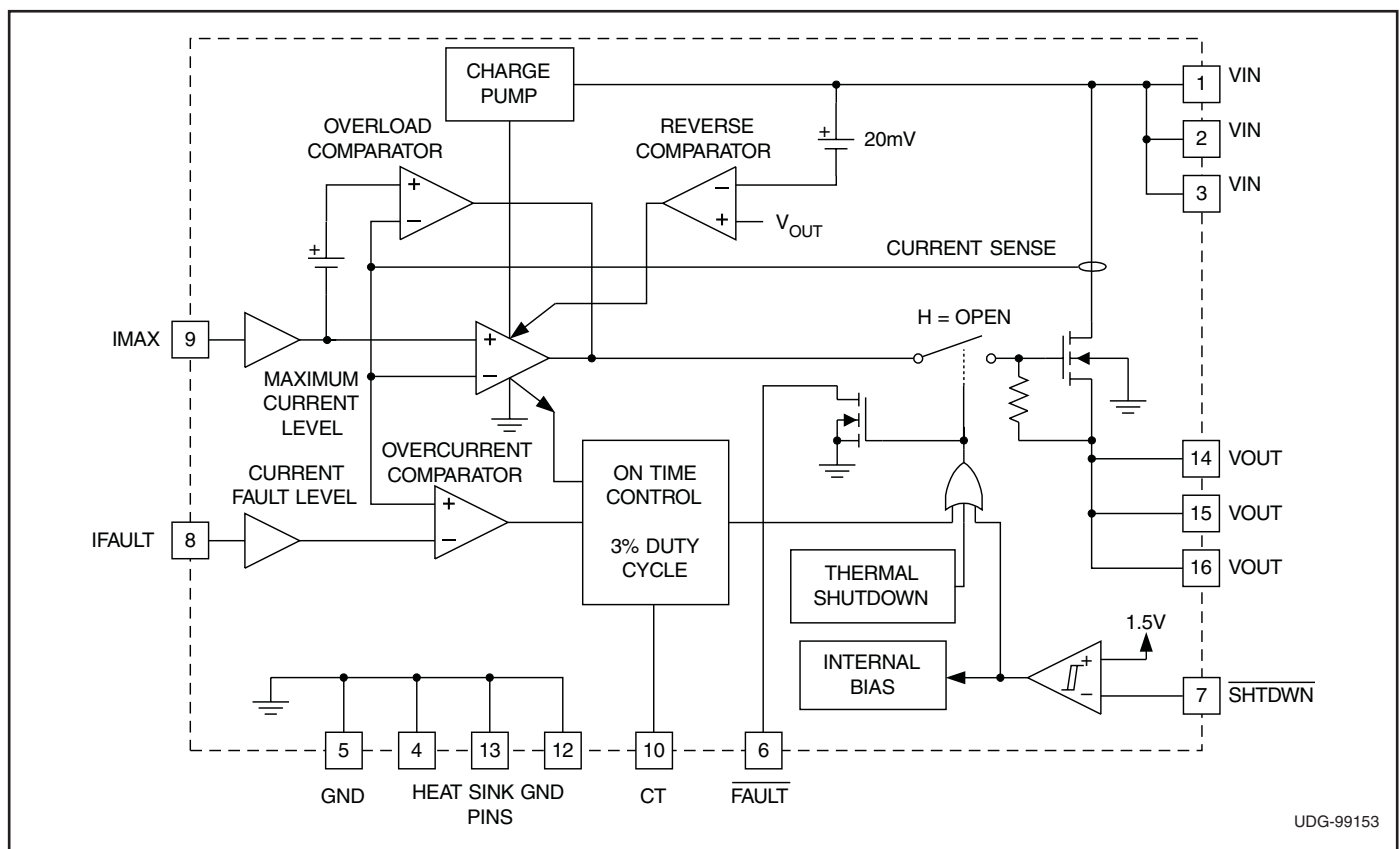 CHARGE
PUMP
1
VIN
OVERLOAD
COMPARATOR
REVERSE
COMPARATOR
+
20mV
2
VIN
3
VIN
+
−
−
+
VOUT
+
CURRENT SENSE
H = OPEN
IMAX
9
+
−
MAXIMUM
CURRENT
LEVEL
OVERCURRENT
COMPARATOR
CURRENT
FAULT LEVEL
ON TIME
CONTROL
3% DUTY
CYCLE
14
VOUT
15
VOUT
16
VOUT
IFAULT
8
+
−
THERMAL
SHUTDOWN
1.5V
INTERNAL
BIAS
+
−
7
SHTDWN
5
4
13
12
10
6
GND
HEAT SINK GND
PINS
CT
FAULT
UDG-99153